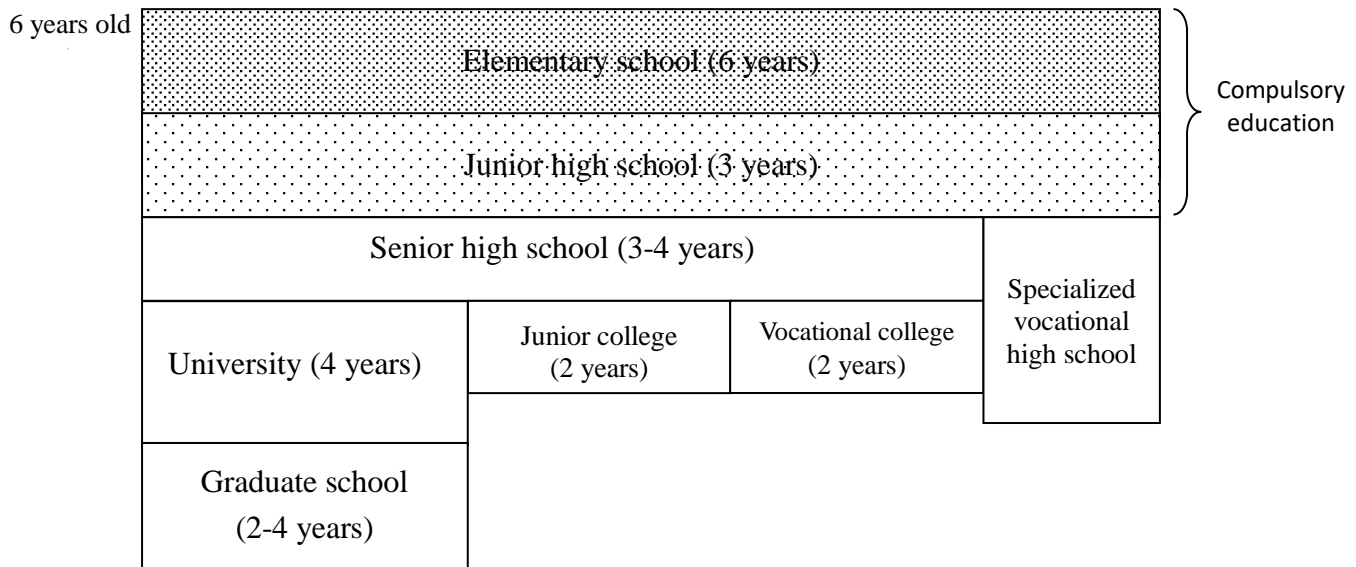 6 years old
Elementary school (6 years)
Compulsory
education
Junior high school (3 years)
Senior high school (3-4 years)
Specialized
vocational
high school
University (4 years)
Junior college
(2 years)
Vocational college
(2 years)
Graduate school
(2-4 years)